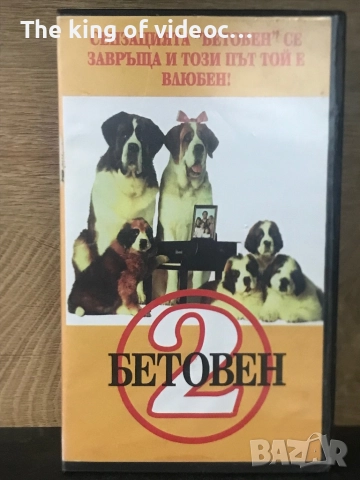 The king of videoc...
СЕНЗАЦИЯТА "БЕТОВЕН" СЕ
ЗАВРЪЩА И ТОЗИ ПЪТ ТОЙ Е
ВЛЮБЕН!
2
БЕТОВЕН
BAZAR